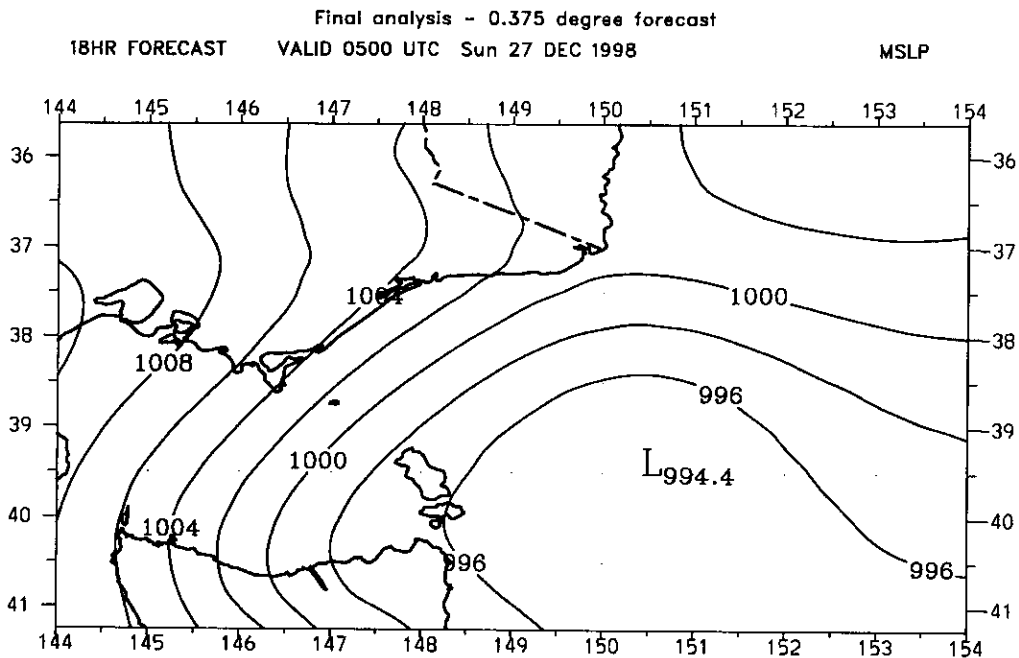 Final analysis - 0.375 degree forecast
18HR FORECAST VALID 0500 UTC Sun 27 DEC 1998 MSLP
144 145 146 147 148 149 150 151 152 153 154
36 36
37 37
1004
1000
38 38
1008
996
39 39
1000
L994.4
40 40
1004
996
996
41 41
144 145 146 147 148 149 150 151 152 153 154